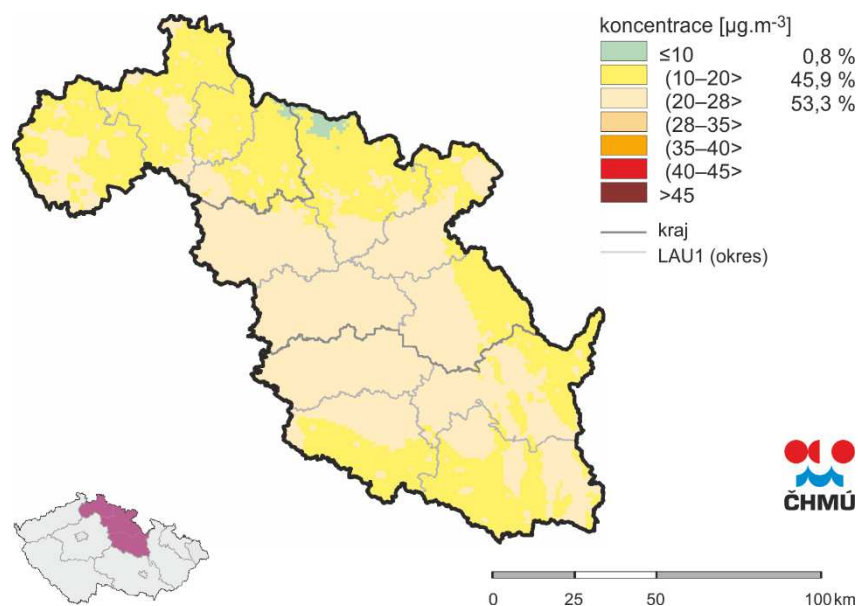 koncentrace [µg.m⁻³]
≤10 0,8 %
(10–20> 45,9 %
(20–28> 53,3 %
(28–35>
(35–40>
(40–45>
>45
kraj
LAU1 (okres)
ČHMÚ
0 25 50 100 km